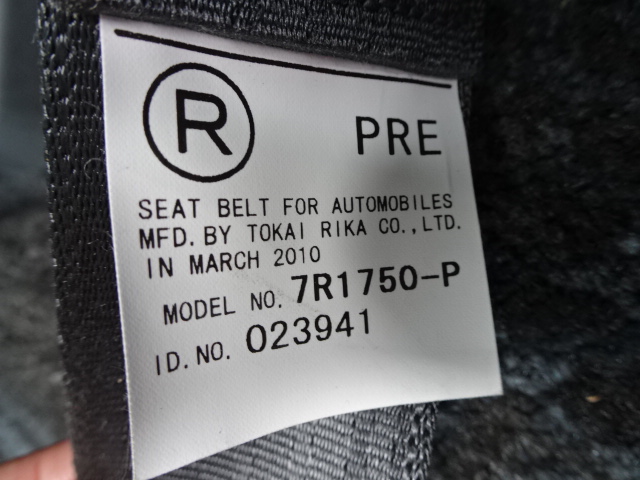 R PRE
SEAT BELT FOR AUTOMOBILES
MFD. BY TOKAI RIKA CO., LTD.
IN MARCH 2010
MODEL NO. 7R1750-P
ID. NO. 023941